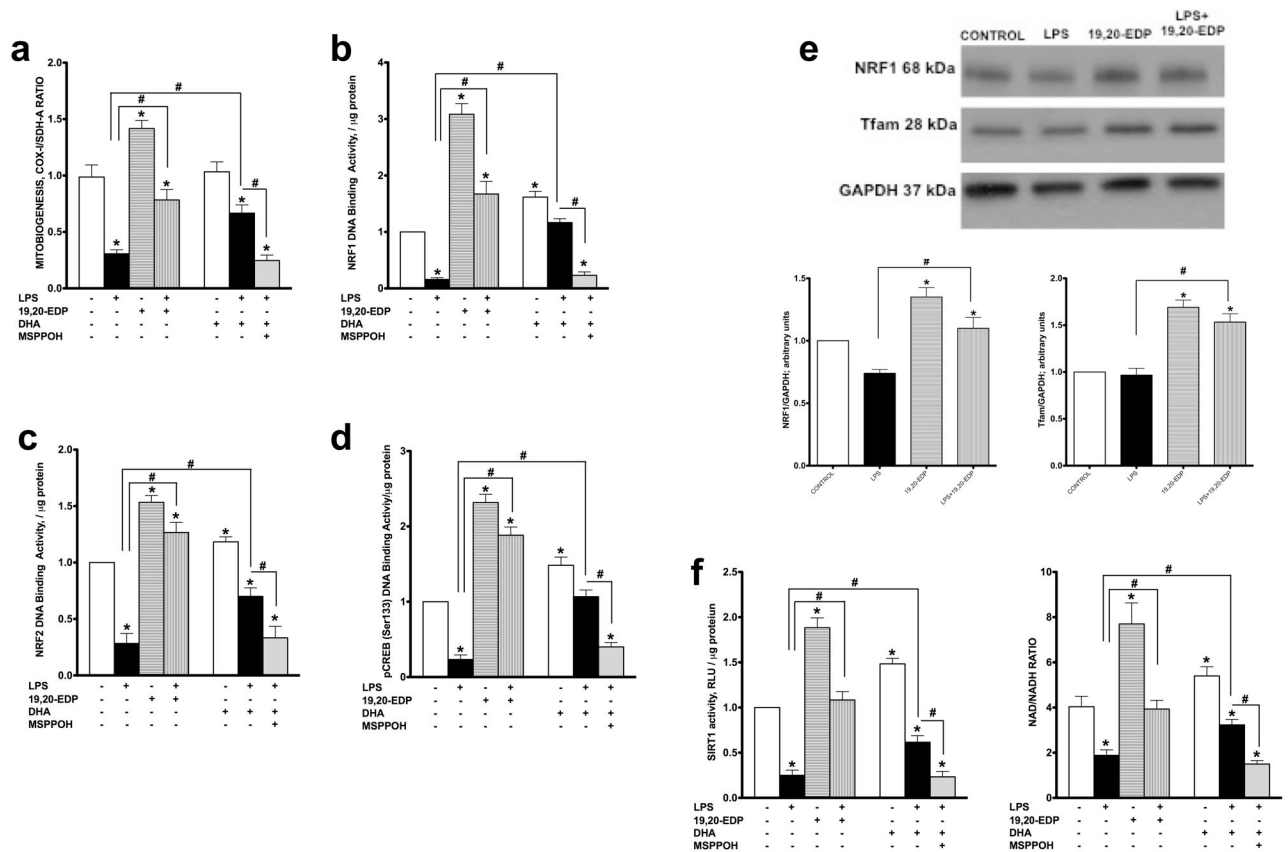 a
MITOBIOGENESIS, COX-I/SDH-A RATIO
2.0
1.5
1.0
0.5
0.0
#
#
*
*
*
*
#
*
LPS - + - + - + +
19,20-EDP - - + + - - -
DHA - - - - + + +
MSPPOH - - - - - - +
b
NRF1 DNA Binding Activity, / μg protein
4
3
2
1
0
#
#
*
*
*
*
#
*
LPS - + - + - + +
19,20-EDP - - + + - - -
DHA - - - - + + +
MSPPOH - - - - - - +
c
NRF2 DNA Binding Activity, / μg protein
2.0
1.5
1.0
0.5
0.0
#
#
*
*
*
*
*
#
*
LPS - + - + - + +
19,20-EDP - - + + - - -
DHA - - - - + + +
MSPPOH - - - - - - +
d
pCREB (Ser133) DNA Binding Activiy/μg protein
3
2
1
0
#
#
*
*
*
*
*
#
*
LPS - + - + - + +
19,20-EDP - - + + - - -
DHA - - - - + + +
MSPPOH - - - - - - +
e
CONTROL LPS 19,20-EDP LPS+
19,20-EDP
NRF1 68 kDa
Tfam 28 kDa
GAPDH 37 kDa
NRF1/GAPDH; arbitrary units
1.5
1.0
0.5
0.0
#
*
*
CONTROL
LPS
19,20-EDP
LPS+19,20-EDP
Tfam/GAPDH; arbitrary units
2.0
1.5
1.0
0.5
0.0
#
*
*
CONTROL
LPS
19,20-EDP
LPS+19,20-EDP
f
SIRT1 activity, RLU / μg proteiun
2.5
2.0
1.5
1.0
0.5
0.0
#
#
*
*
*
*
#
*
LPS - + - + - + +
19,20-EDP - - + + - - -
DHA - - - - + + +
MSPPOH - - - - - - +
NAD/NADH RATIO
10
8
6
4
2
0
#
#
*
*
*
*
#
*
LPS - + - + - + +
19,20-EDP - - + + - - -
DHA - - - - + + +
MSPPOH - - - - - - +